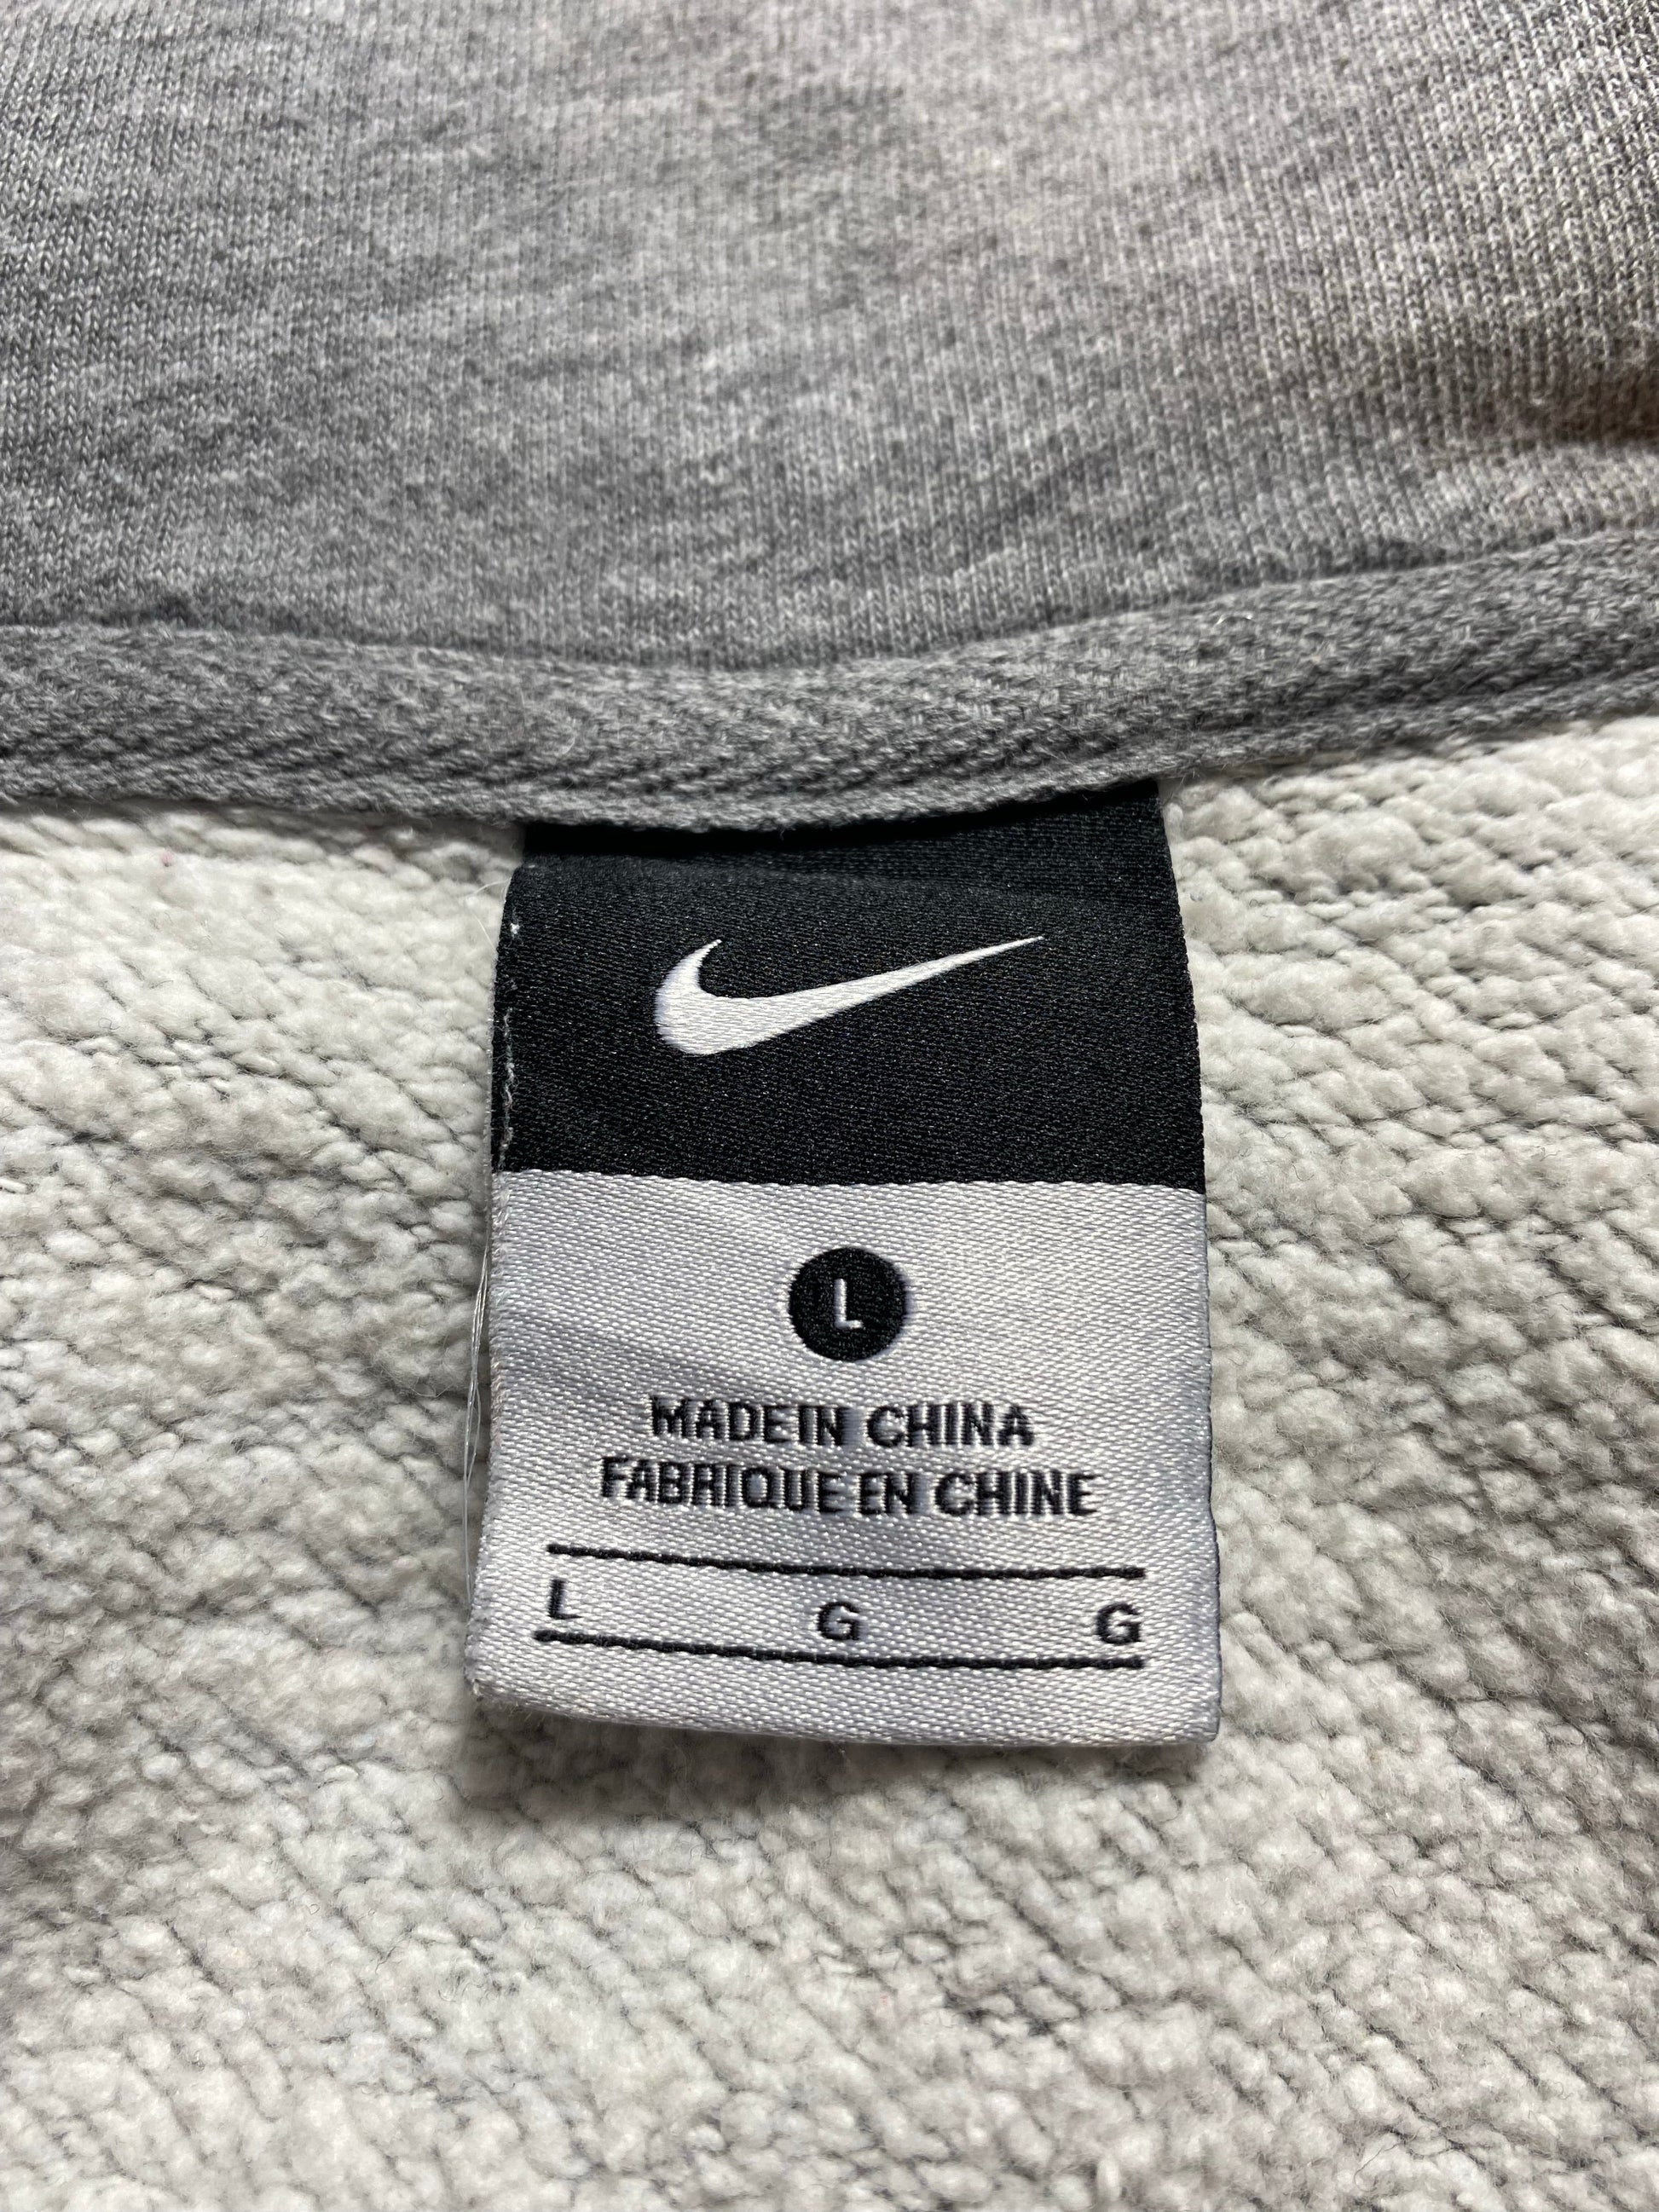 L
MADE IN CHINA
FABRIQUE EN CHINE
L G G